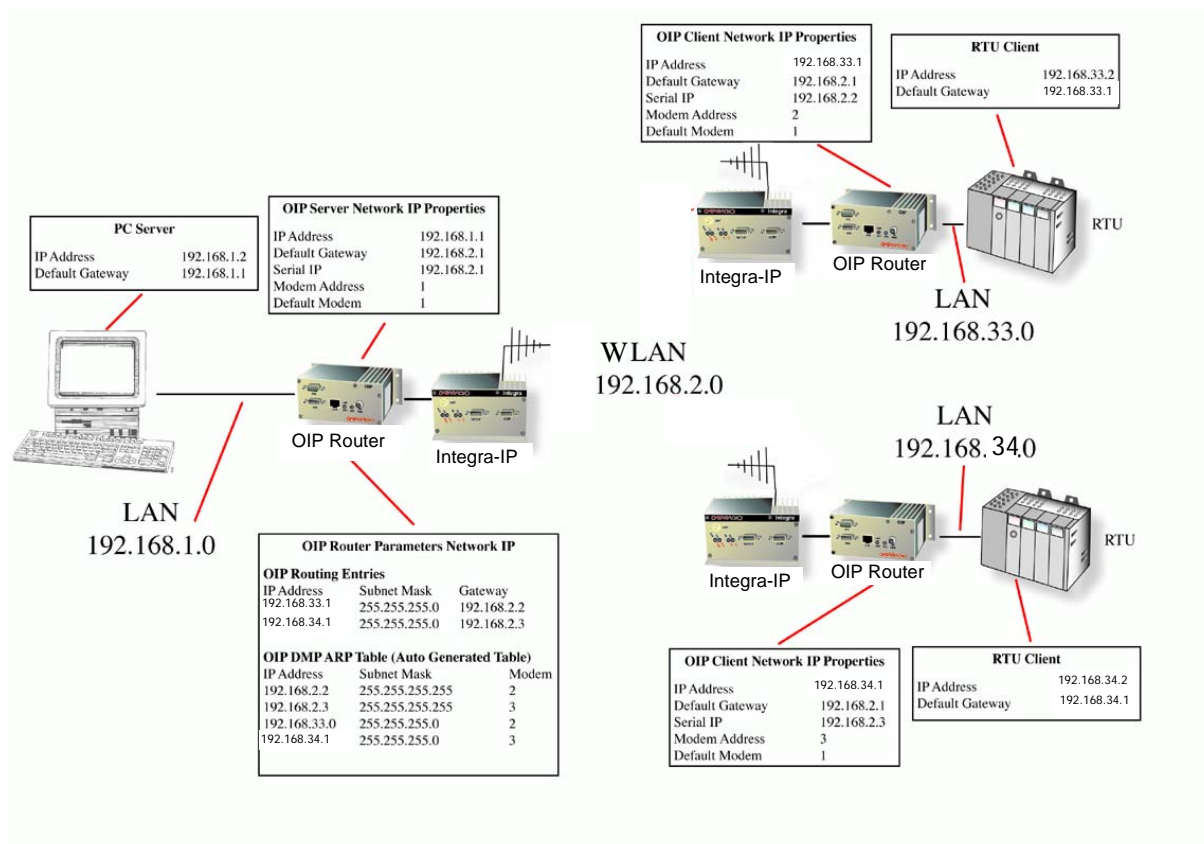 OIP Client Network IP Properties
IP Address 192.168.33.1
Default Gateway 192.168.2.1
Serial IP 192.168.2.2
Modem Address 2
Default Modem 1
RTU Client
IP Address 192.168.33.2
Default Gateway 192.168.33.1
PC Server
IP Address 192.168.1.2
Default Gateway 192.168.1.1
OIP Server Network IP Properties
IP Address 192.168.1.1
Default Gateway 192.168.2.1
Serial IP 192.168.2.1
Modem Address 1
Default Modem 1
Integra-IP
OIP Router
RTU
LAN
192.168.33.0
WLAN
192.168.2.0
OIP Router
Integra-IP
LAN
192.168.1.0
LAN
192.168.34.0
Integra-IP
OIP Router
RTU
OIP Router Parameters Network IP
OIP Routing Entries
IP Address Subnet Mask Gateway
192.168.33.1 255.255.255.0 192.168.2.2
192.168.34.1 255.255.255.0 192.168.2.3
OIP DMP ARP Table (Auto Generated Table)
IP Address Subnet Mask Modem
192.168.2.2 255.255.255.255 2
192.168.2.3 255.255.255.255 3
192.168.33.0 255.255.255.0 2
192.168.34.1 255.255.255.0 3
OIP Client Network IP Properties
IP Address 192.168.34.1
Default Gateway 192.168.2.1
Serial IP 192.168.2.3
Modem Address 3
Default Modem 1
RTU Client
IP Address 192.168.34.2
Default Gateway 192.168.34.1